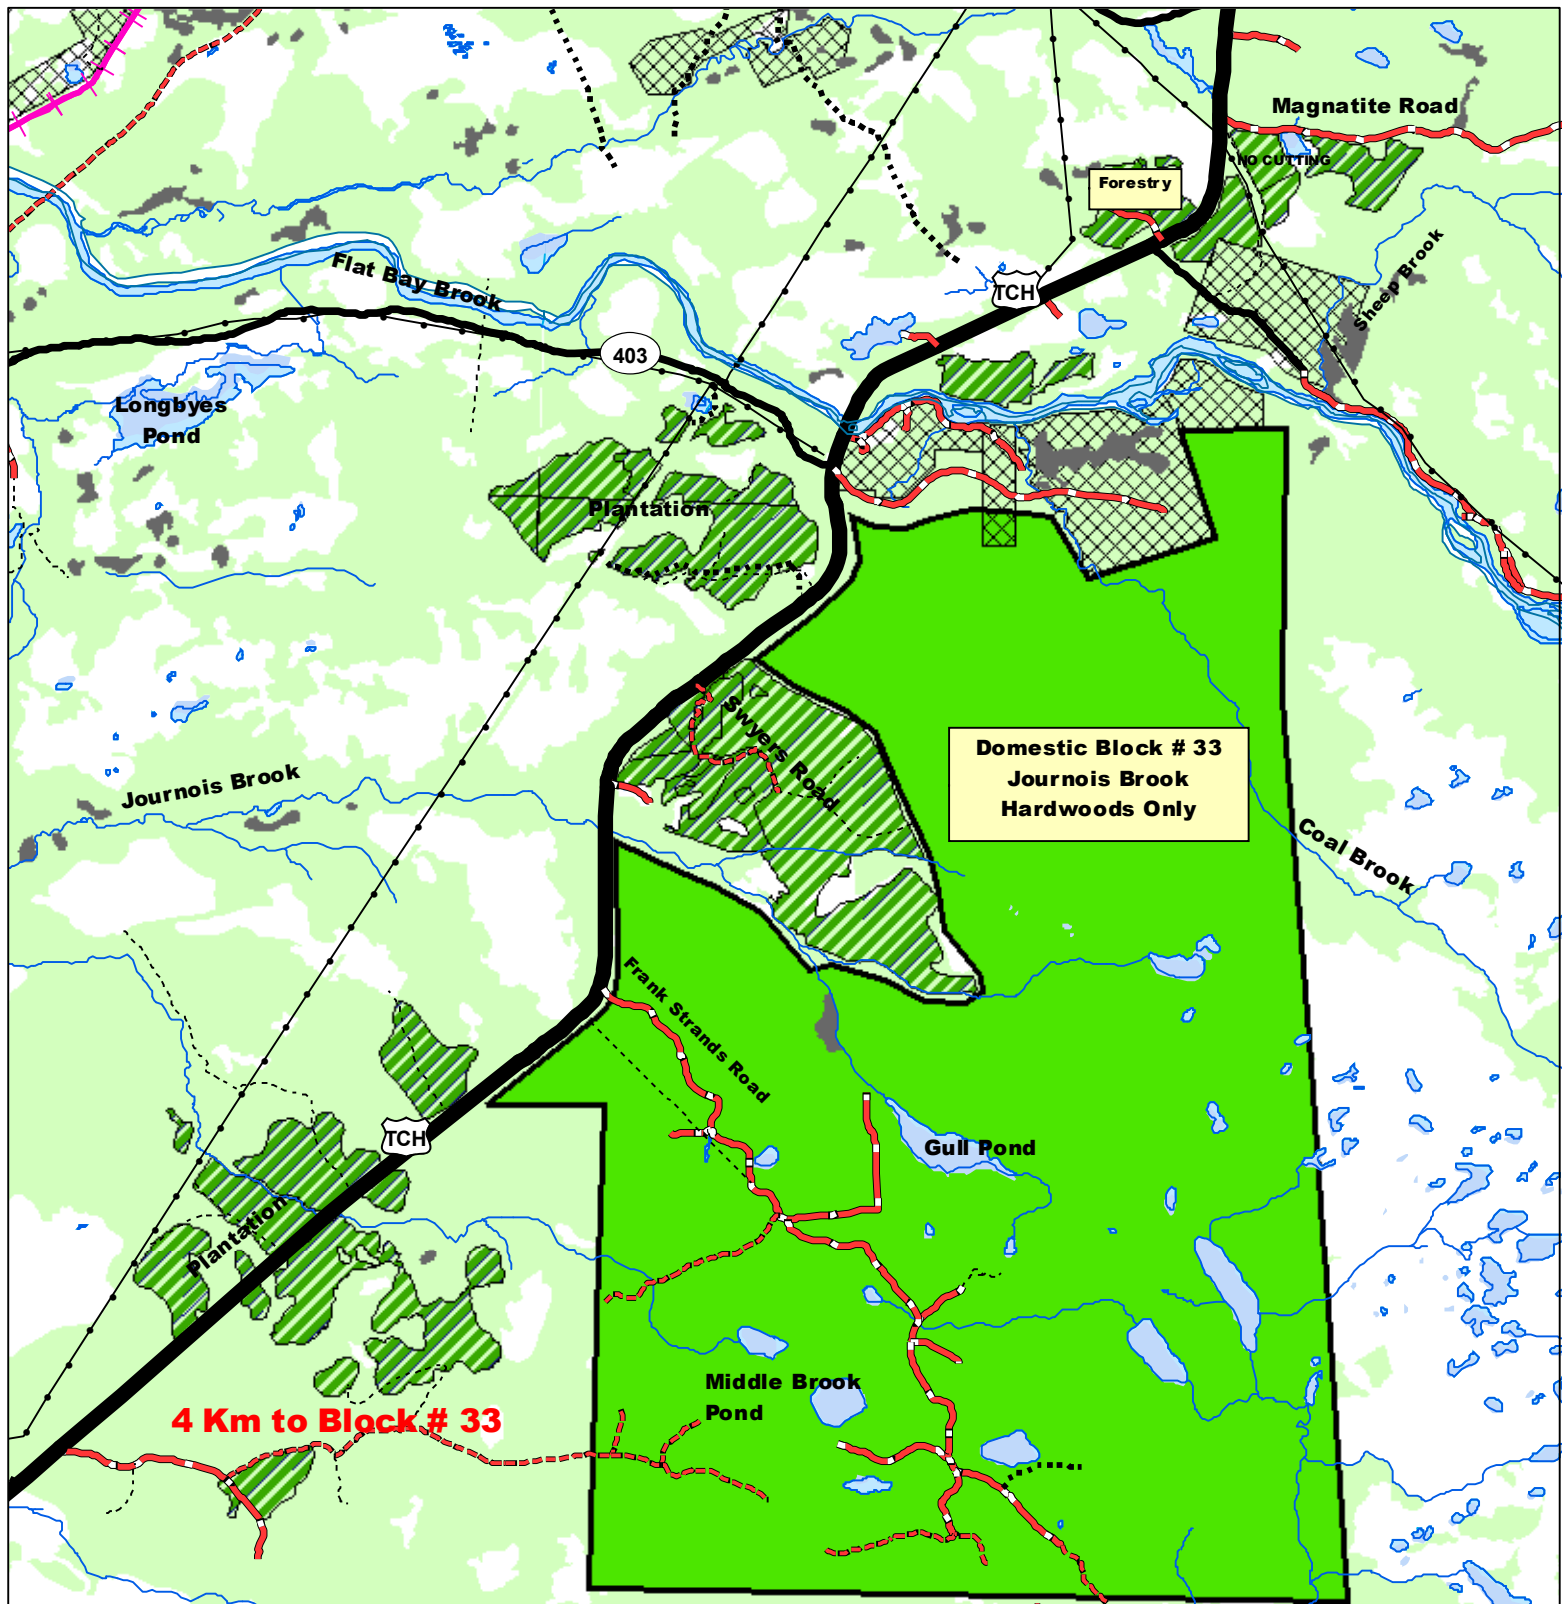 Magnatite Road
NO CUTTING
Forestry
Sheep Brook
Flat Bay Brook
TCH
403
Longbyes
Pond
Plantation
Swyers Road
Domestic Block # 33
Journois Brook
Hardwoods Only
Journois Brook
Coal Brook
Frank Strands Road
TCH
Gull Pond
Plantation
Middle Brook
Pond
4 Km to Block # 33